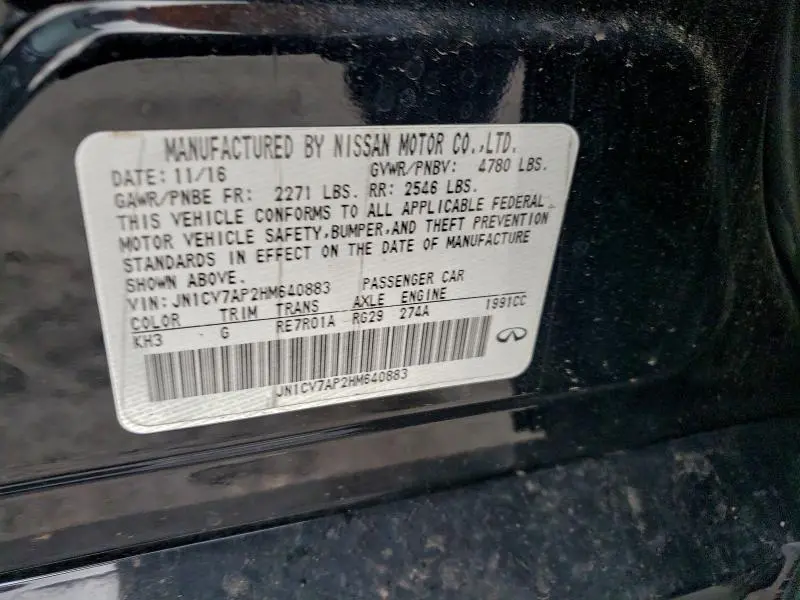 MANUFACTURED BY NISSAN MOTOR CO.,LTD.
DATE: 11/16 GVWR/PNBV: 4780 LBS.
GAWR/PNBE FR: 2271 LBS. RR: 2546 LBS.
THIS VEHICLE CONFORMS TO ALL APPLICABLE FEDERAL
MOTOR VEHICLE SAFETY,BUMPER,AND THEFT PREVENTION
STANDARDS IN EFFECT ON THE DATE OF MANUFACTURE
SHOWN ABOVE.
VIN: JN1CV7AP2HM640883 PASSENGER CAR
COLOR TRIM TRANS AXLE ENGINE
KH3 G RE7R01A RG29 274A 1991CC
JN1CV7AP2HM640883